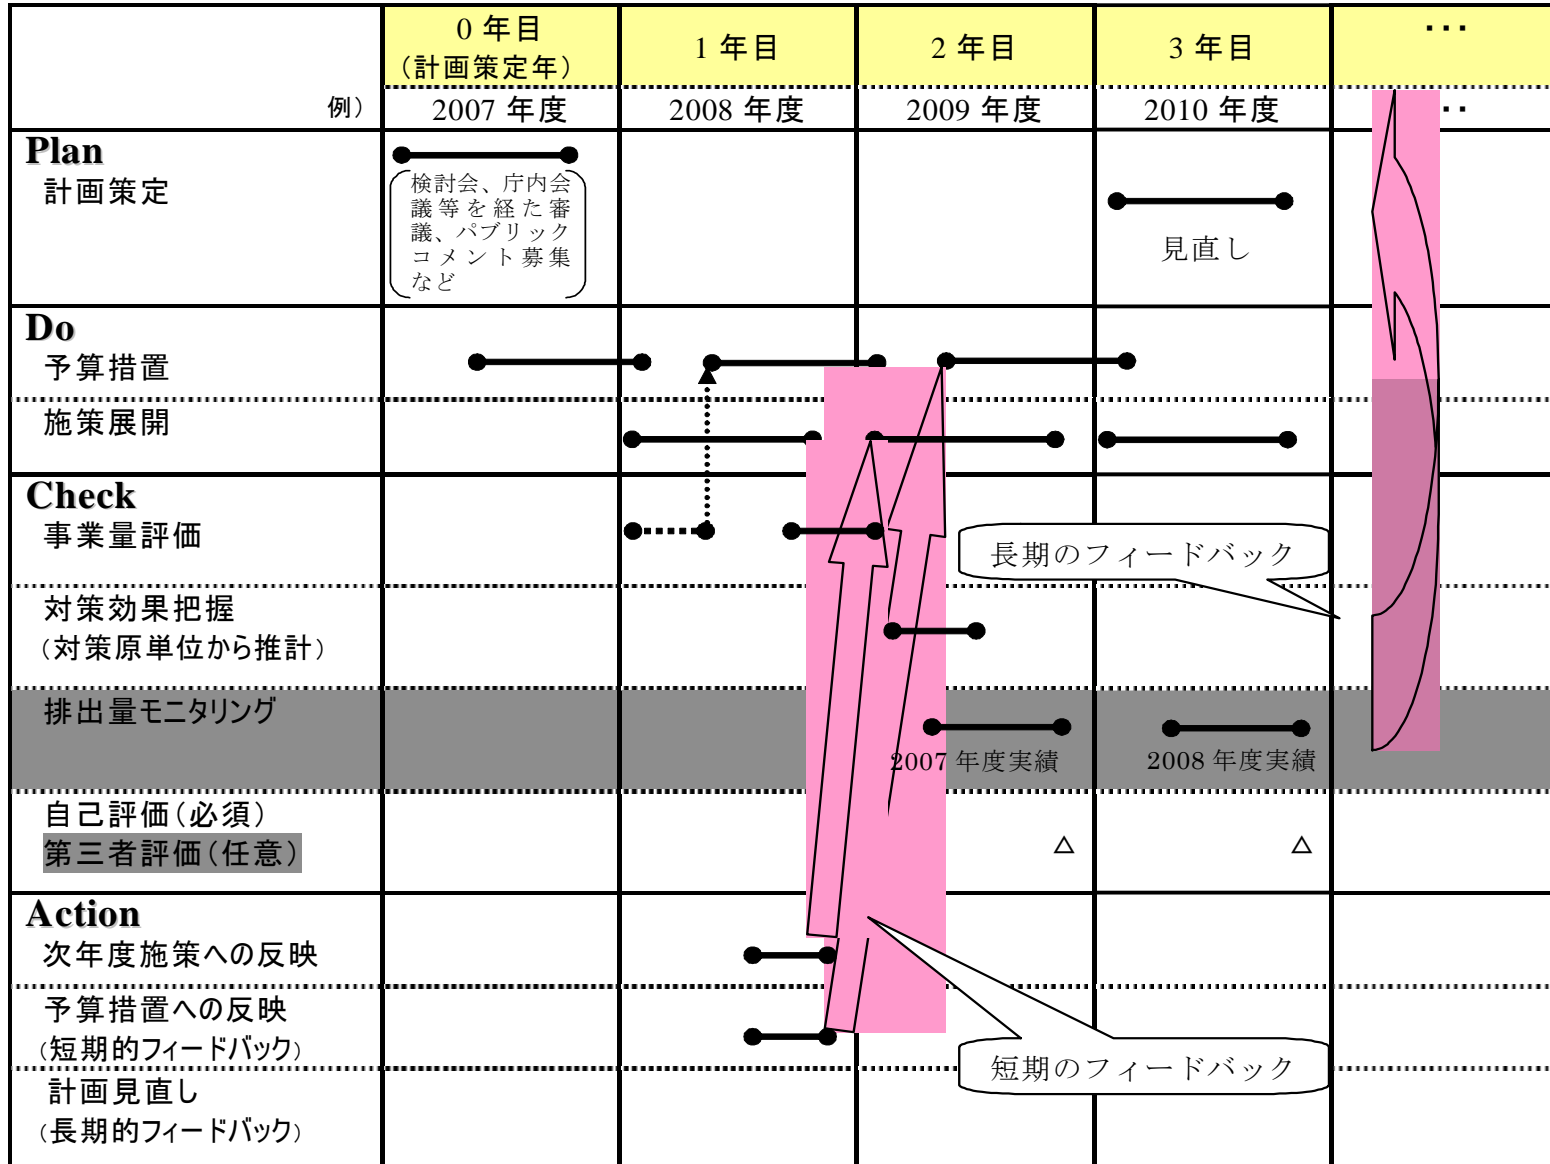 0 年目
(計画策定年)
1 年目
2 年目
3 年目
･･･
例)
2007 年度
2008 年度
2009 年度
2010 年度
･･
Plan
計画策定
検討会、庁内会
議等を経た審
議、パブリック
コメント募集
など
見直し
Do
予算措置
施策展開
Check
事業量評価
長期のフィードバック
対策効果把握
(対策原単位から推計)
排出量モニタリング
2007 年度実績
2008 年度実績
自己評価(必須)
第三者評価(任意)
△
△
Action
次年度施策への反映
予算措置への反映
(短期的フィードバック)
短期のフィードバック
計画見直し
(長期的フィードバック)